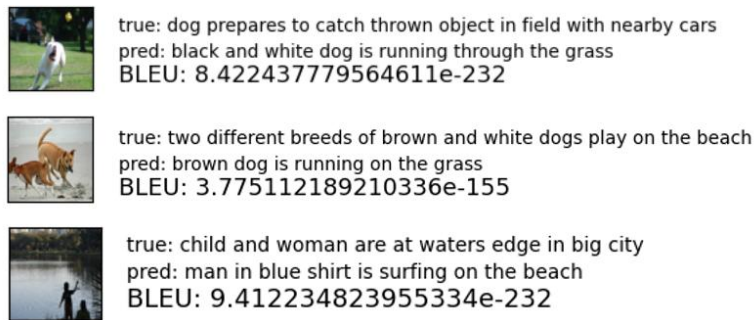 true: dog prepares to catch thrown object in field with nearby cars
pred: black and white dog is running through the grass
BLEU: 8.422437779564611e-232
true: two different breeds of brown and white dogs play on the beach
pred: brown dog is running on the grass
BLEU: 3.775112189210336e-155
true: child and woman are at waters edge in big city
pred: man in blue shirt is surfing on the beach
BLEU: 9.412234823955334e-232